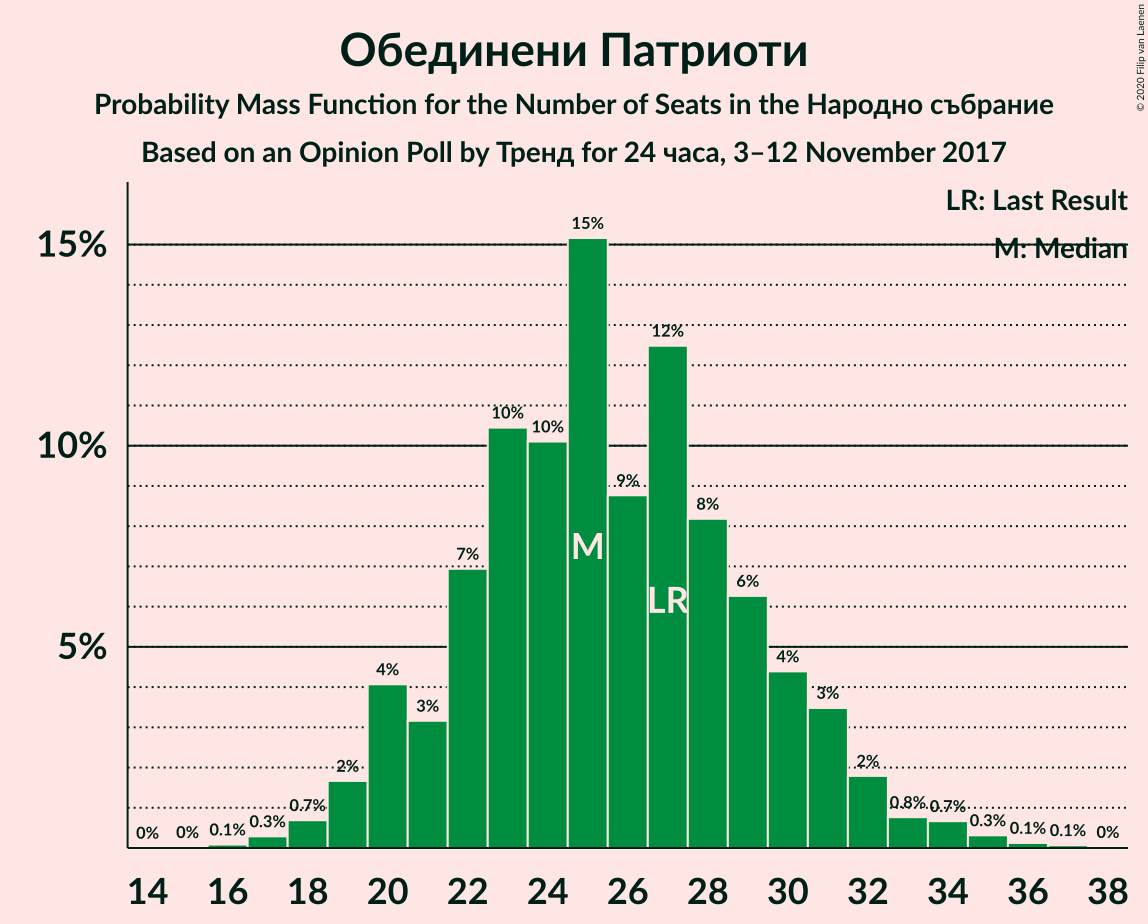 Обединени Патриоти
Probability Mass Function for the Number of Seats in the Народно събрание
Based on an Opinion Poll by Тренд for 24 часа, 3–12 November 2017
© 2020 Filip van Laenen
LR: Last Result
M: Median
15%
10%
5%
0% 0% 0.1% 0.3% 0.7% 2% 4% 3% 7% 10% 10% 15% 9% 12% 8% 6% 4% 3% 2% 0.8% 0.7% 0.3% 0.1% 0.1% 0%
M
LR
14 16 18 20 22 24 26 28 30 32 34 36 38